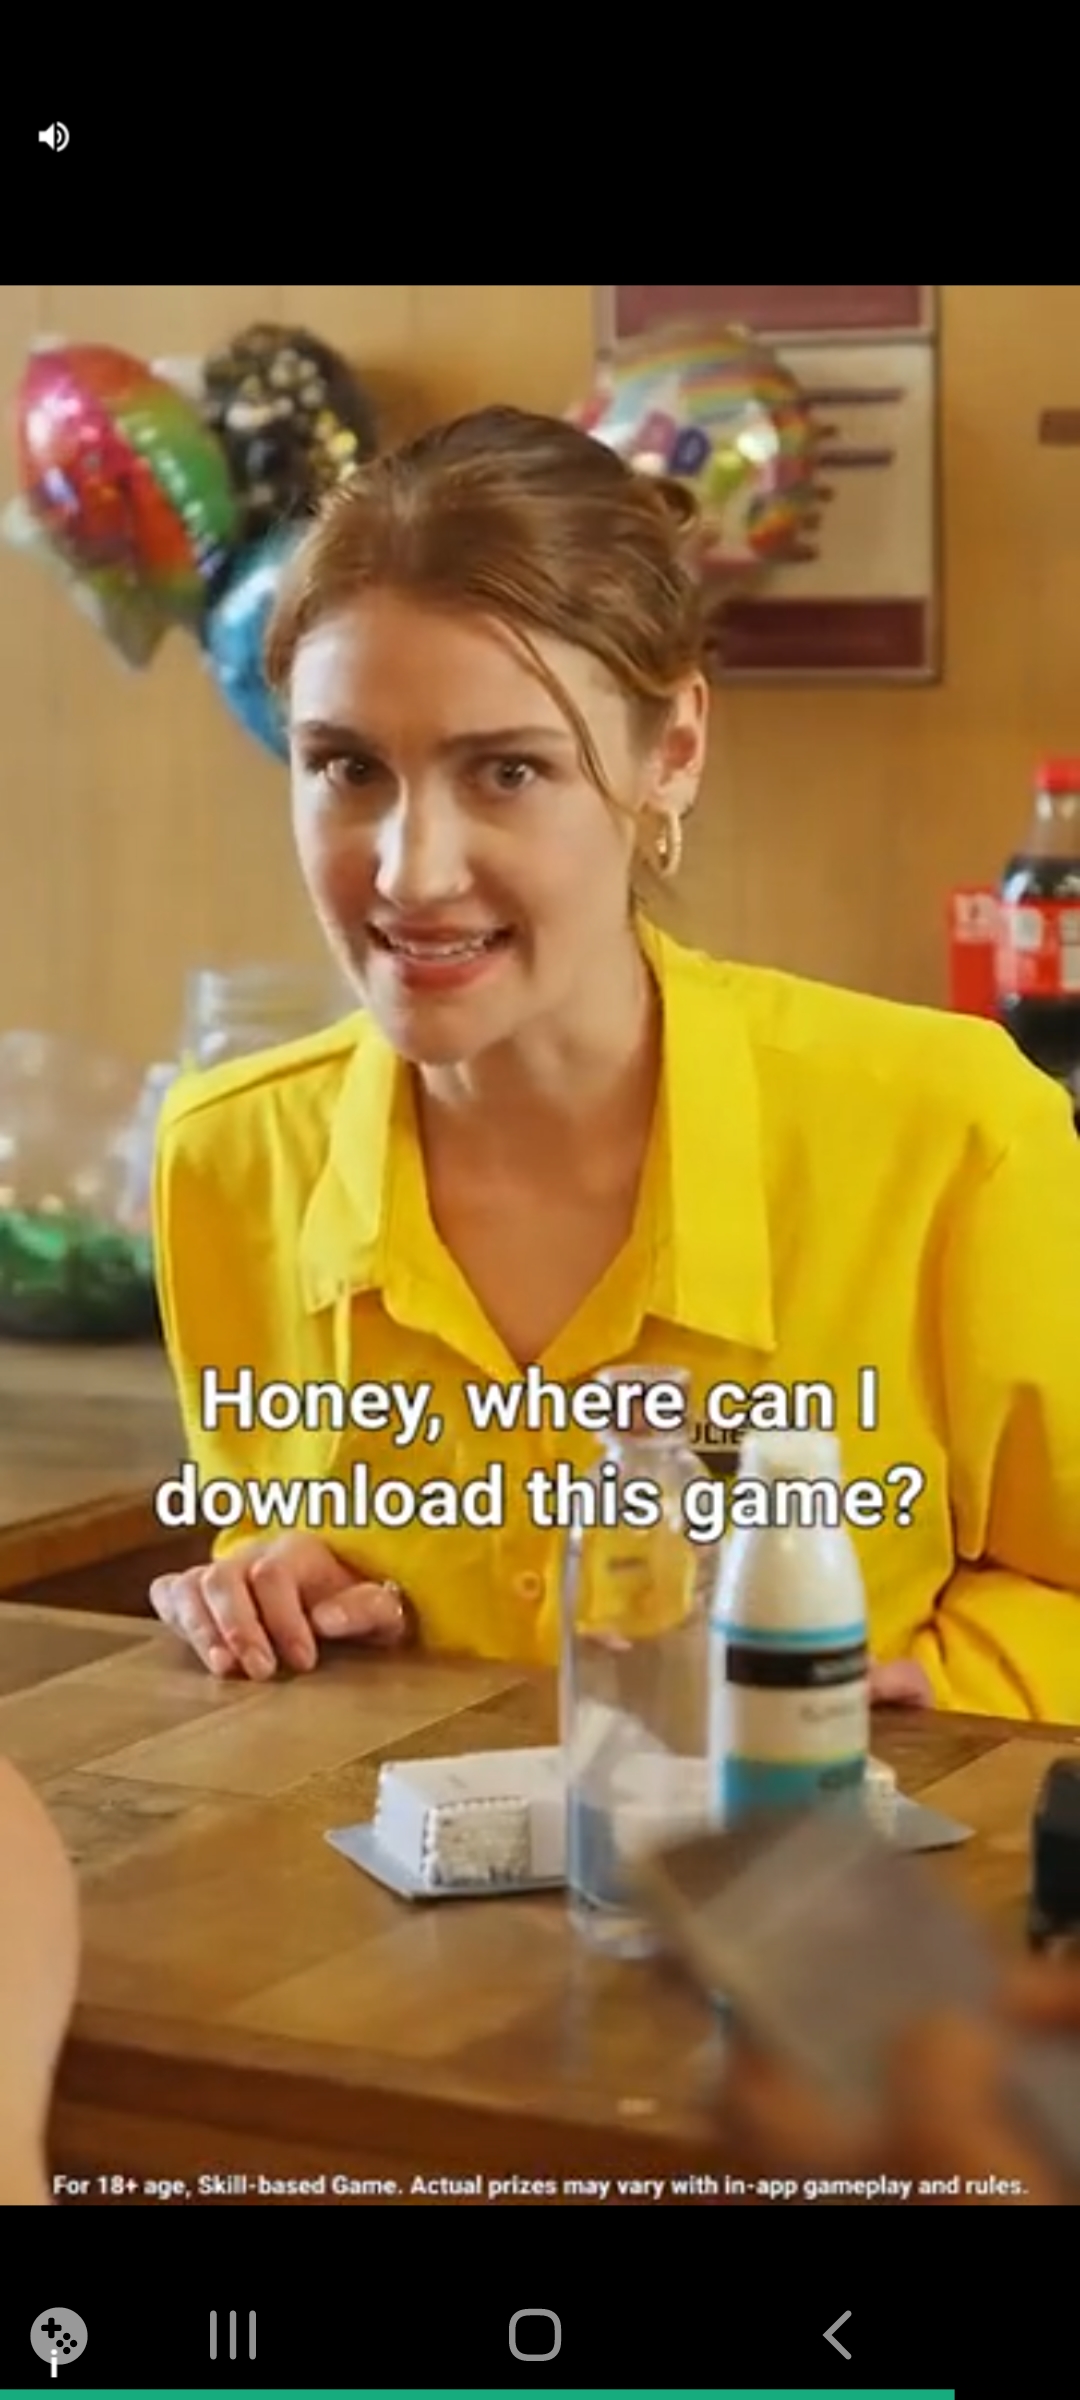 Honey, where can I
download this game?
For 18+ age, Skill-based Game. Actual prizes may vary with in-app gameplay and rules.